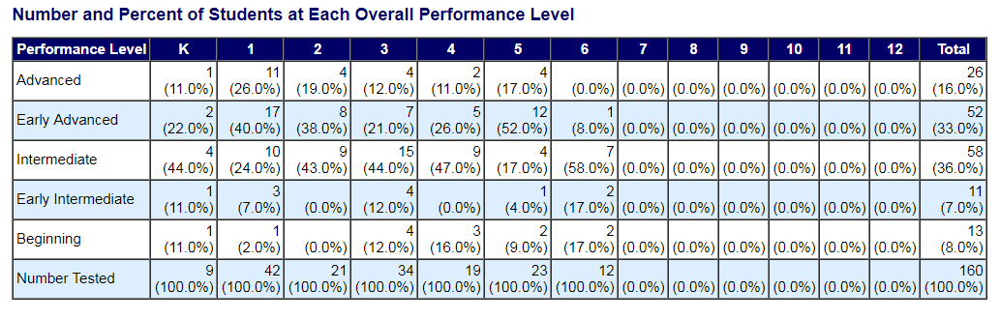 Number and Percent of Students at Each Overall Performance Level
Performance Level K 1 2 3 4 5 6 7 8 9 10 11 12 Total
Advanced 1 11 4 4 2 4 26
(11.0%) (26.0%) (19.0%) (12.0%) (11.0%) (17.0%) (0.0%) (0.0%) (0.0%) (0.0%) (0.0%) (0.0%) (0.0%) (16.0%)
Early Advanced 2 17 8 7 5 12 1 52
(22.0%) (40.0%) (38.0%) (21.0%) (26.0%) (52.0%) (8.0%) (0.0%) (0.0%) (0.0%) (0.0%) (0.0%) (0.0%) (33.0%)
Intermediate 4 10 9 15 9 4 7 58
(44.0%) (24.0%) (43.0%) (44.0%) (47.0%) (17.0%) (58.0%) (0.0%) (0.0%) (0.0%) (0.0%) (0.0%) (0.0%) (36.0%)
Early Intermediate 1 3 4 1 2 11
(11.0%) (7.0%) (0.0%) (12.0%) (0.0%) (4.0%) (17.0%) (0.0%) (0.0%) (0.0%) (0.0%) (0.0%) (0.0%) (7.0%)
Beginning 1 1 4 3 2 2 13
(11.0%) (2.0%) (0.0%) (12.0%) (16.0%) (9.0%) (17.0%) (0.0%) (0.0%) (0.0%) (0.0%) (0.0%) (0.0%) (8.0%)
Number Tested 9 42 21 34 19 23 12 160
(100.0%) (100.0%) (100.0%) (100.0%) (100.0%) (100.0%) (100.0%) (0.0%) (0.0%) (0.0%) (0.0%) (0.0%) (0.0%) (100.0%)